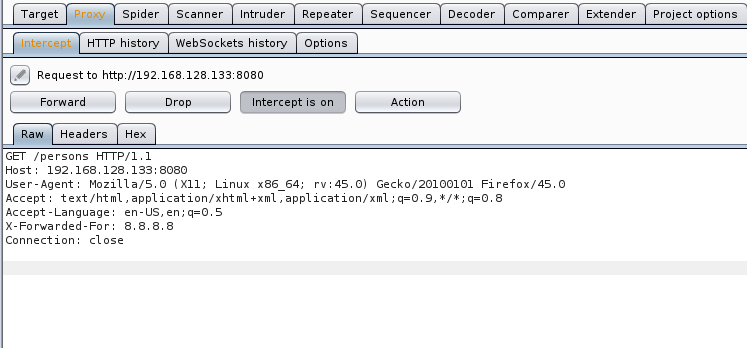 Target Proxy Spider Scanner Intruder Repeater Sequencer Decoder Comparer Extender Project options
Intercept HTTP history WebSockets history Options
Request to http://192.168.128.133:8080
Forward Drop Intercept is on Action
Raw Headers Hex
GET /persons HTTP/1.1
Host: 192.168.128.133:8080
User-Agent: Mozilla/5.0 (X11; Linux x86_64; rv:45.0) Gecko/20100101 Firefox/45.0
Accept: text/html,application/xhtml+xml,application/xml;q=0.9,*/*;q=0.8
Accept-Language: en-US,en;q=0.5
X-Forwarded-For: 8.8.8.8
Connection: close